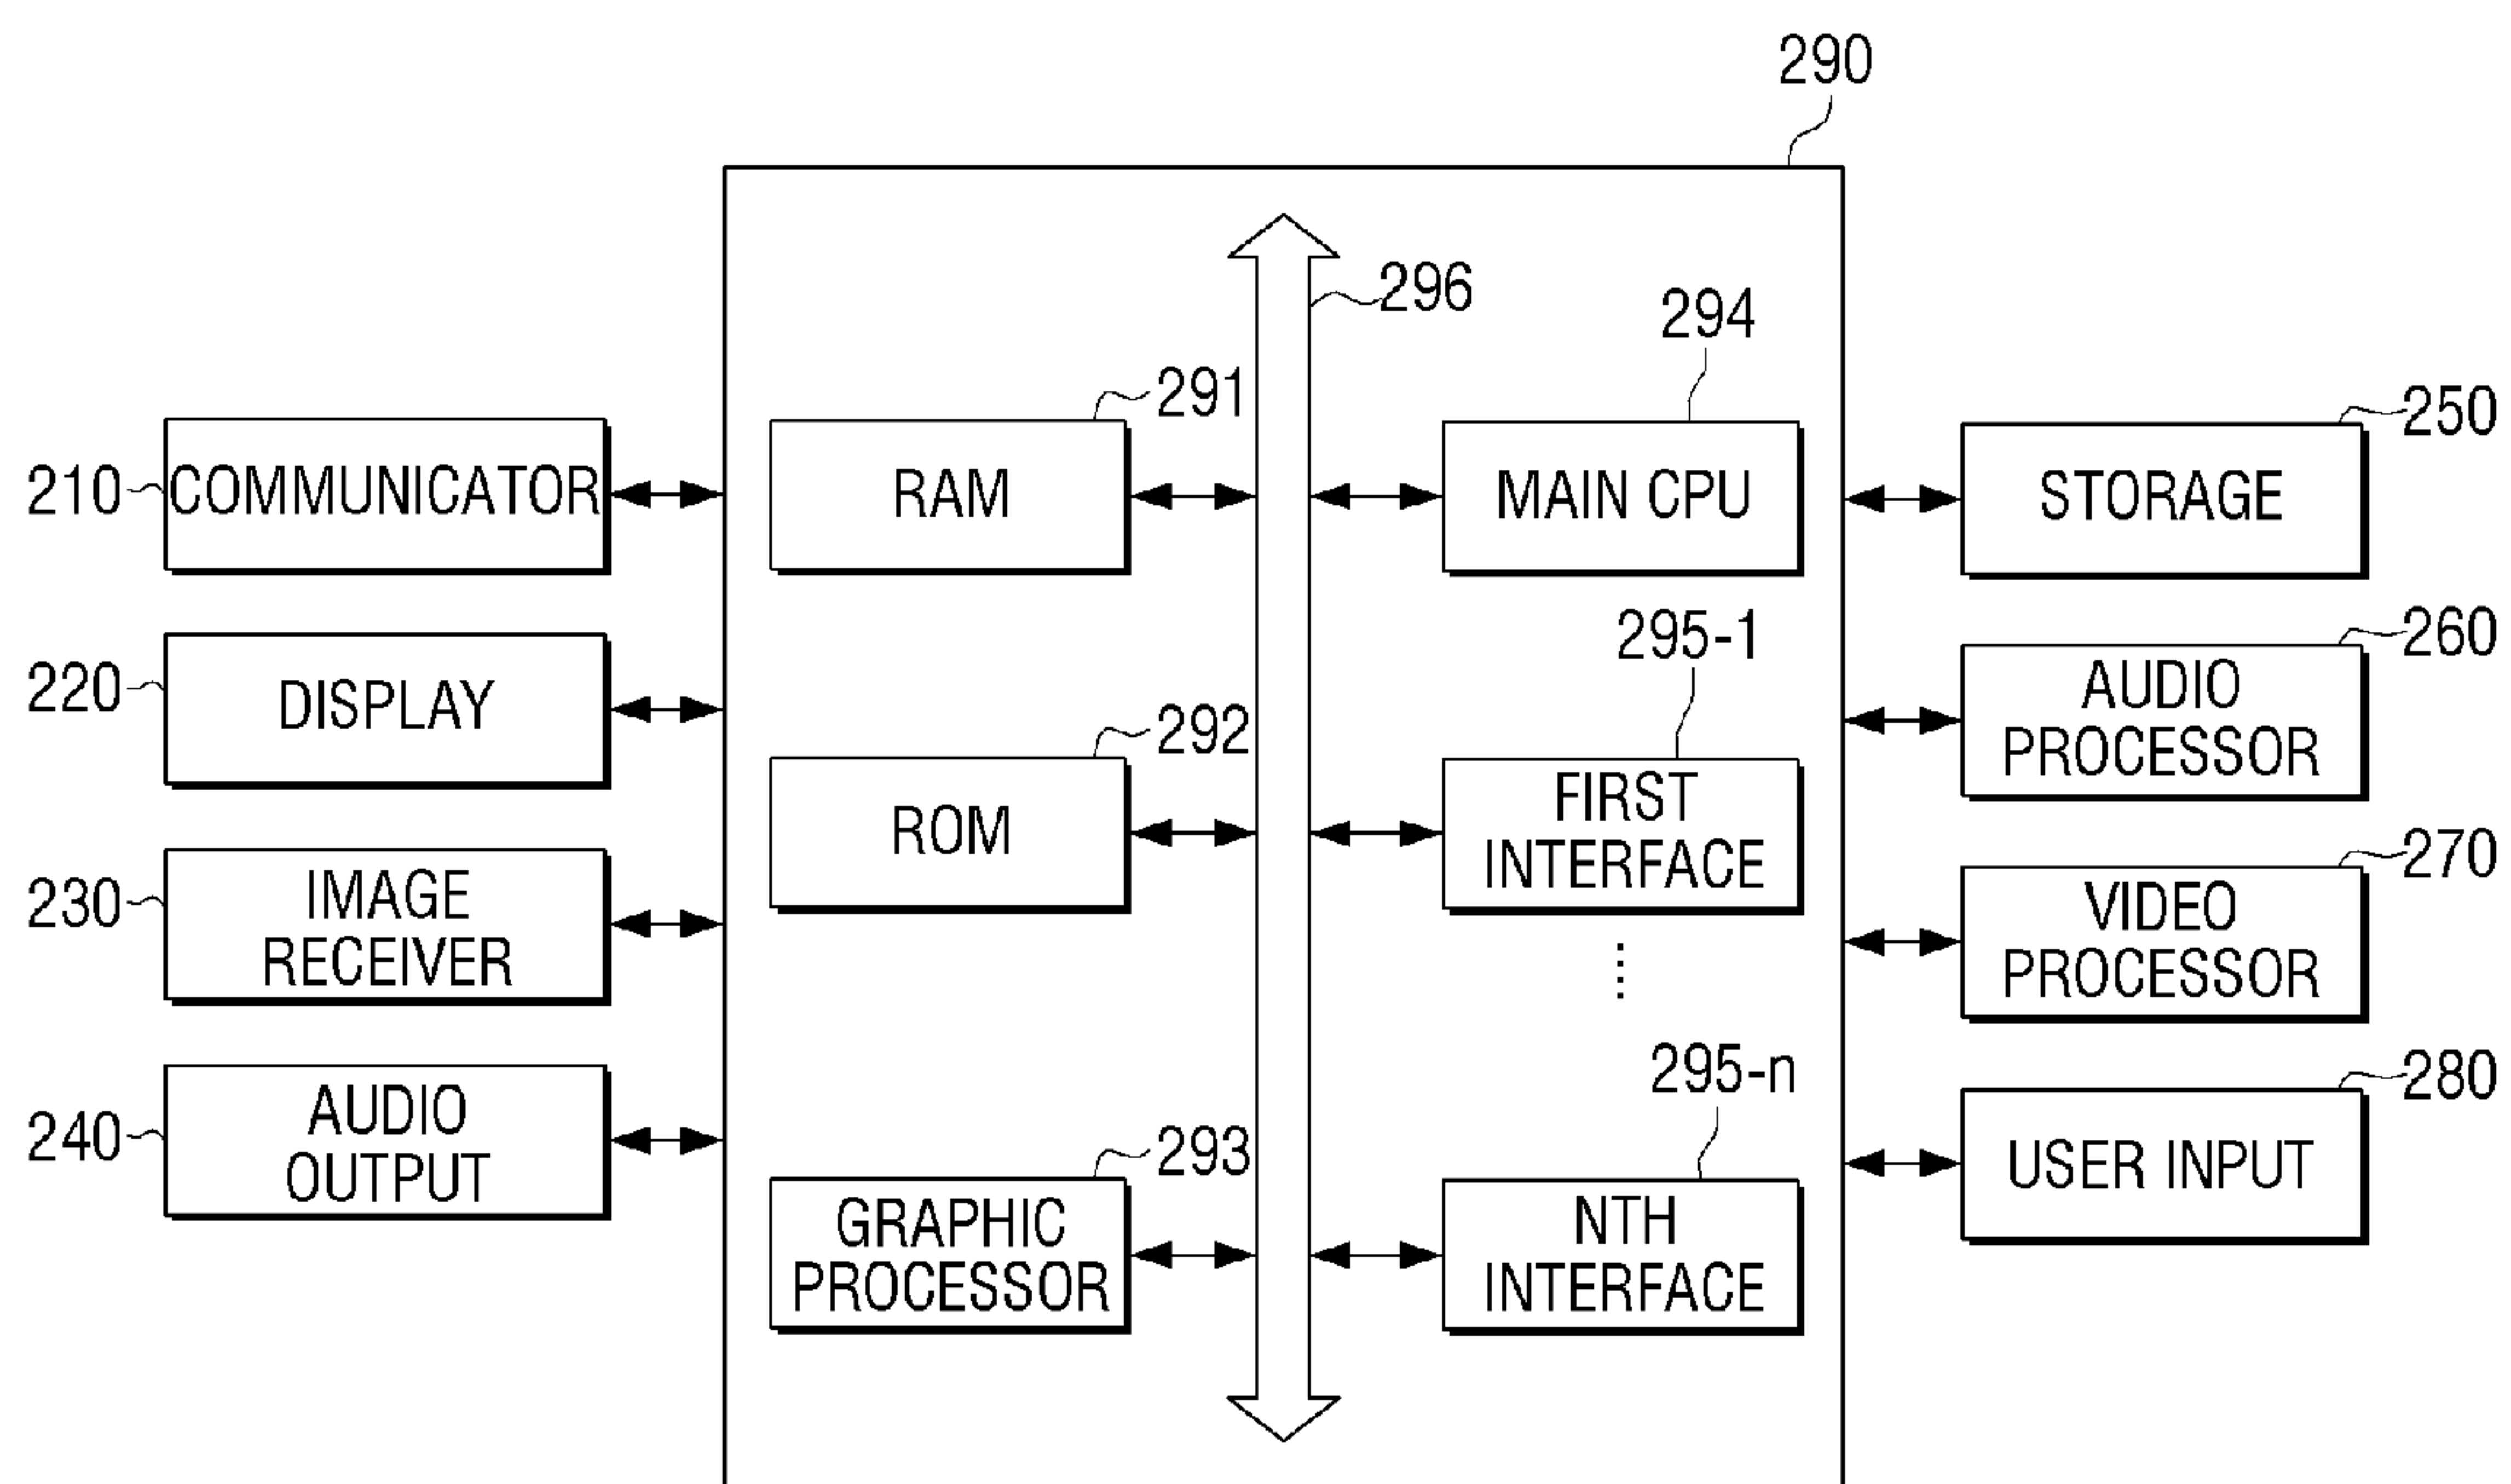 290
296
294
291
250
210
COMMUNICATOR
RAM
MAIN CPU
STORAGE
295-1
260
220
DISPLAY
292
AUDIO
PROCESSOR
ROM
FIRST
INTERFACE
230
IMAGE
RECEIVER
270
VIDEO
PROCESSOR
295-n
280
240
AUDIO
OUTPUT
293
GRAPHIC
PROCESSOR
NTH
INTERFACE
USER INPUT